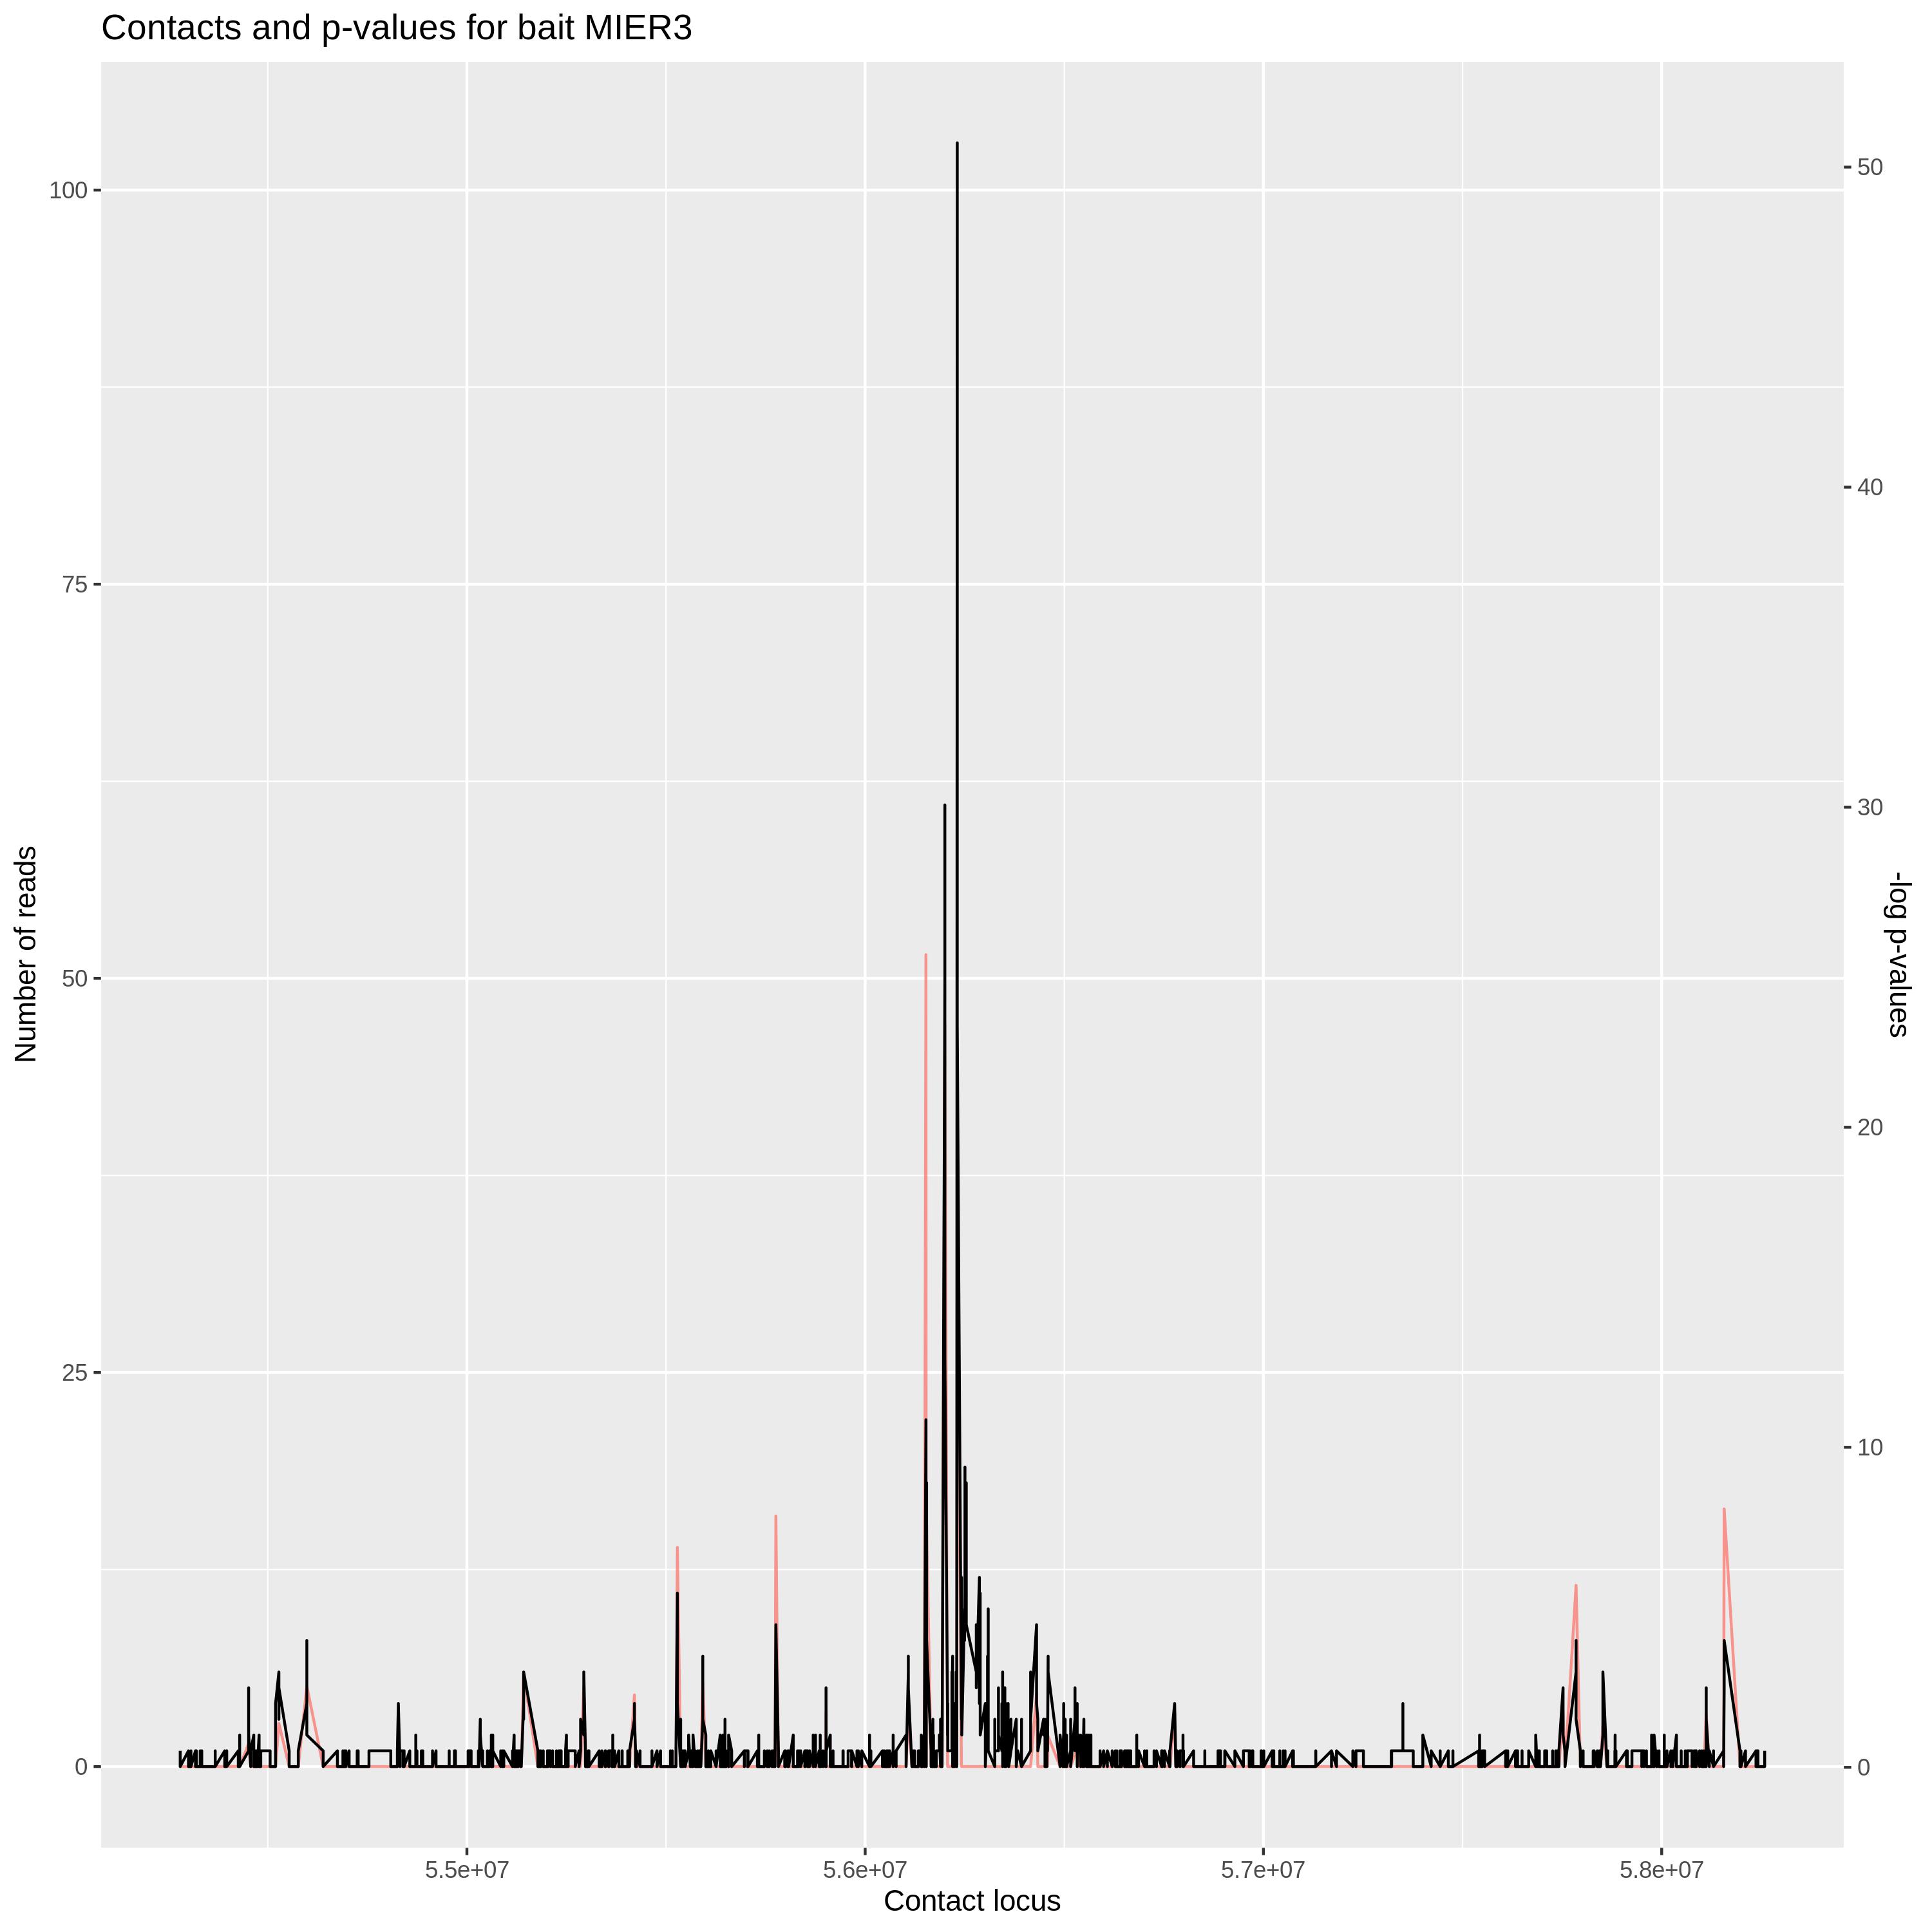 Contacts and p-values for bait MIER3
100
75
50
25
0
Number of reads
50
40
30
20
10
0
-log p-values
5.5e+07
5.6e+07
5.7e+07
5.8e+07
Contact locus